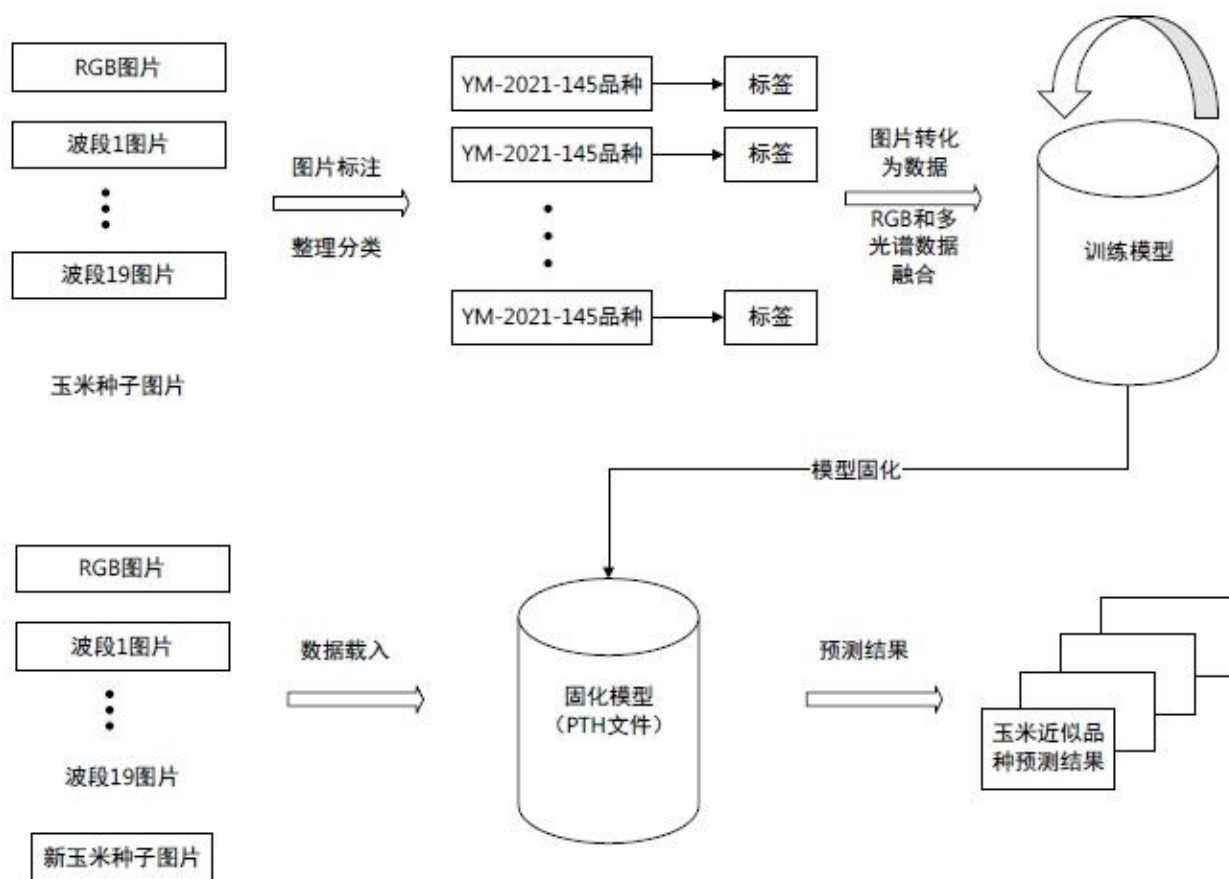 RGB图片
波段1图片
波段19图片
玉米种子图片
图片标注
整理分类
YM-2021-145品种
标签
YM-2021-145品种
标签
YM-2021-145品种
标签
图片转化
为数据
RGB和多
光谱数据
融合
训练模型
模型固化
RGB图片
波段1图片
波段19图片
新玉米种子图片
数据载入
固化模型
（PTH文件）
预测结果
玉米近似品
种预测结果